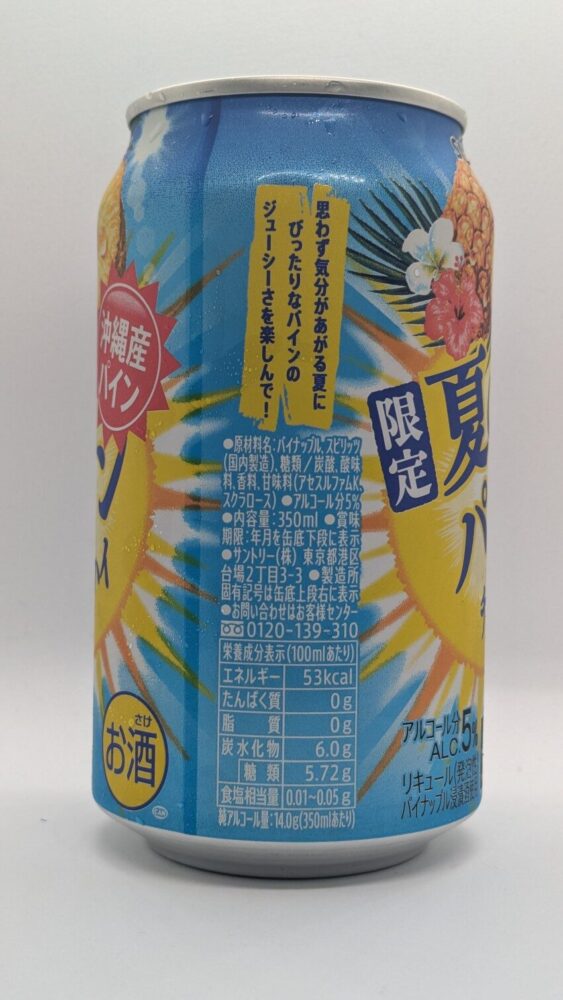 思わず気分があがる夏に
ぴったりなパインの
ジューシーさを楽しんで！
沖縄産
パイン
ン
イ
さけ
お酒
限定
夏
パ
●原材料名:パイナップル、スピリッツ
(国内製造)、糖類／炭酸、酸味
料、香料、甘味料(アセスルファムK、
スクラロース) ●アルコール分5%
●内容量:350ml ●賞味
期限:年月を缶底下段に表示
●サントリー(株) 東京都港区
台場2丁目3-3 ●製造所
固有記号は缶底上段右に表示
●お問い合わせはお客様センター
0120-139-310
栄養成分表示(100mlあたり)
エネルギー 53kcal
たんぱく質 0g
脂質 0g
炭水化物 6.0g
糖類 5.72g
食塩相当量 0.01~0.05g
純アルコール量:14.0g(350mlあたり)
アルコール分
ALC.5%
リキュール(発泡性)
パイナップル浸漬酒使用